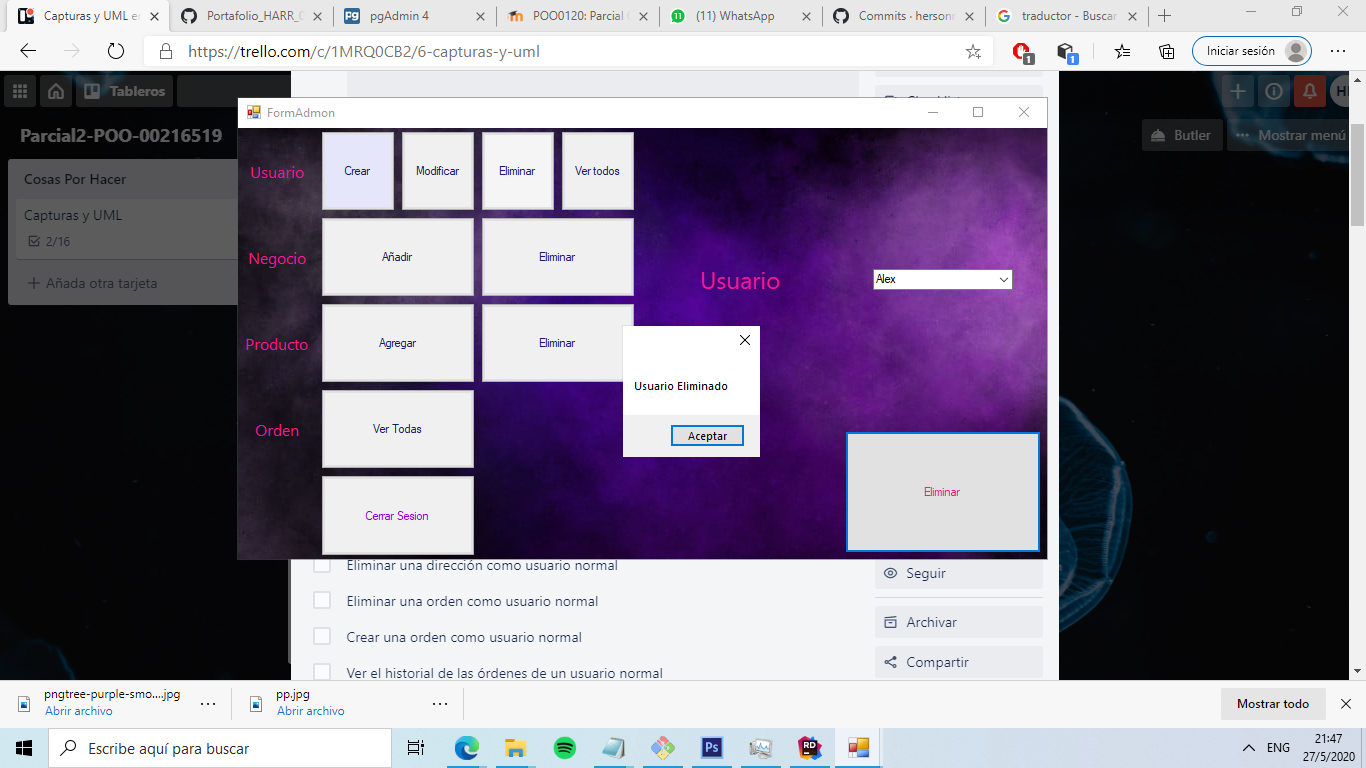 Capturas y UML e
Portafolio_HARR_0
pgAdmin 4
POO0120: Parcial
(11) WhatsApp
Commits · hersonr
traductor - Buscar
https://trello.com/c/1MRQ0CB2/6-capturas-y-uml
1
1
Iniciar sesión
Tableros
Parcial2-POO-00216519
Butler
Mostrar menú
Cosas Por Hacer
Capturas y UML
2/16
Añada otra tarjeta
FormAdmon
Usuario
Crear
Modificar
Eliminar
Ver todos
Negocio
Añadir
Eliminar
Usuario
Alex
Producto
Agregar
Eliminar
Usuario Eliminado
Aceptar
Orden
Ver Todas
Eliminar
Cerrar Sesion
Eliminar una dirección como usuario normal
Eliminar una orden como usuario normal
Crear una orden como usuario normal
Ver el historial de las órdenes de un usuario normal
Seguir
Archivar
Compartir
pngtree-purple-smo....jpg
Abrir archivo
pp.jpg
Abrir archivo
Mostrar todo
Escribe aquí para buscar
ENG
21:47
27/5/2020